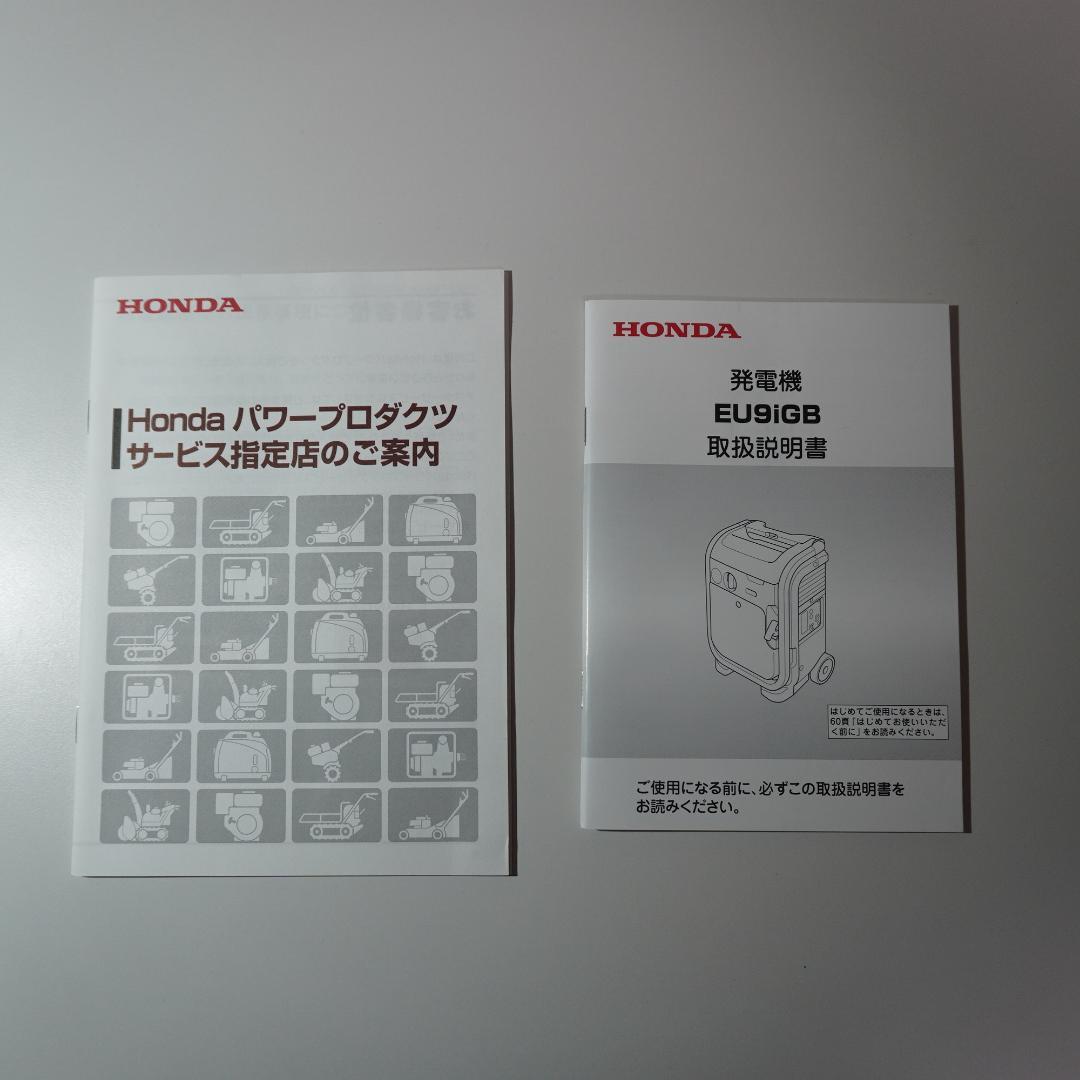 HONDA
Honda パワープロダクツ
サービス指定店のご案内
HONDA
発電機
EU9iGB
取扱説明書
はじめてご使用になるときは、
60頁「はじめてお使いいただ
く前に」をお読みください。
ご使用になる前に、必ずこの取扱説明書を
お読みください。